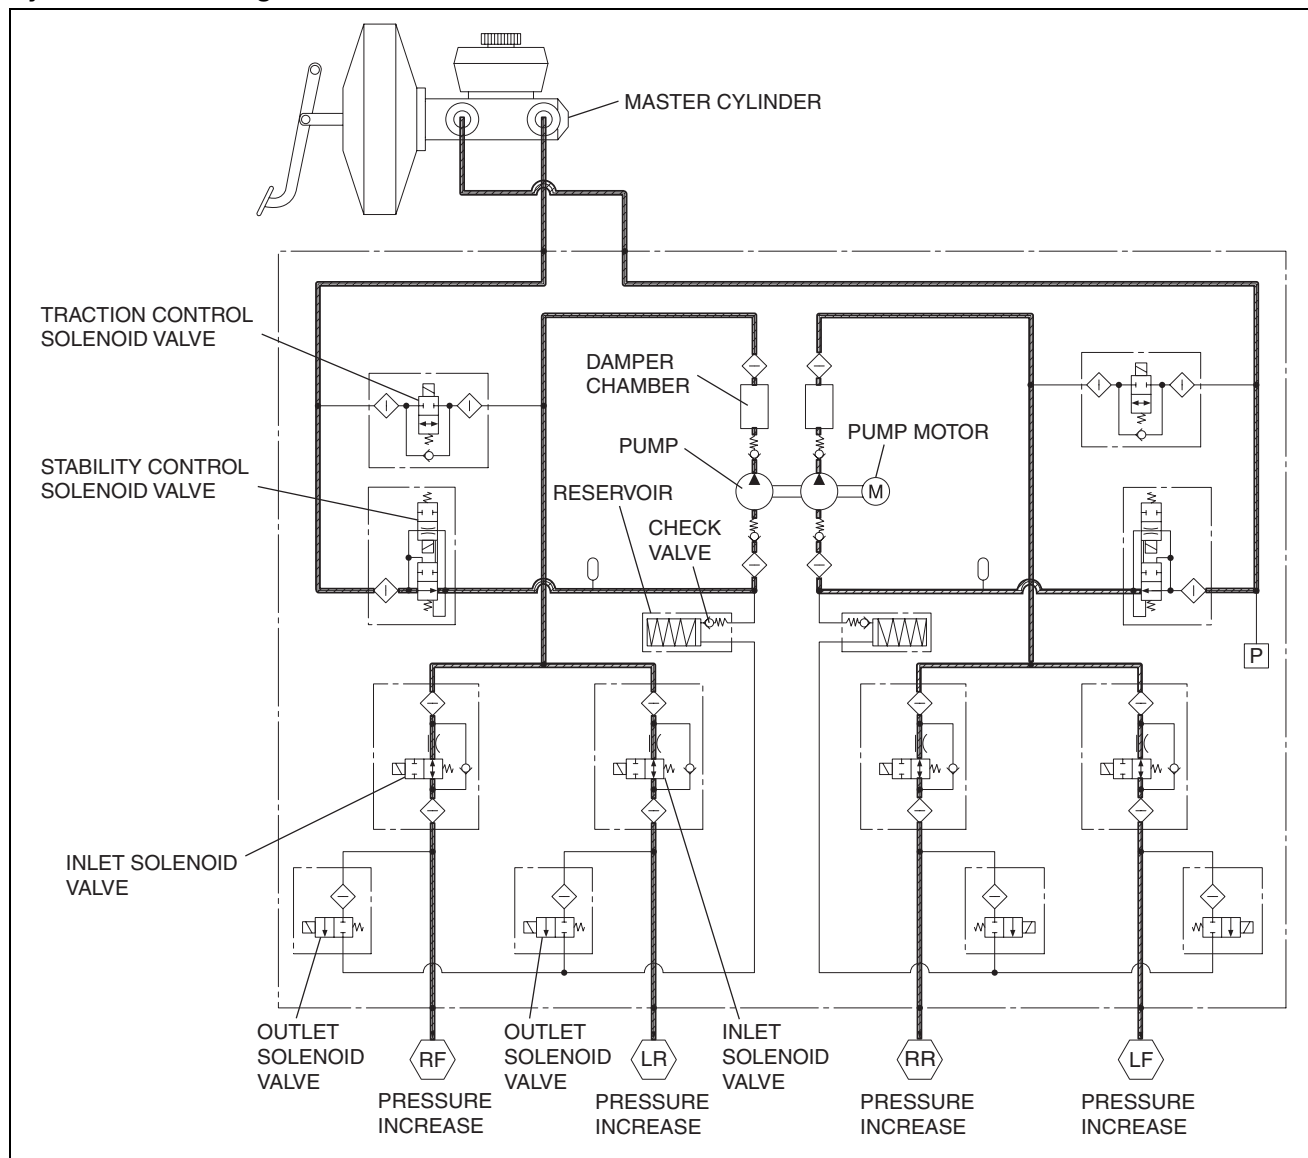 MASTER CYLINDER
TRACTION CONTROL
SOLENOID VALVE
DAMPER
CHAMBER
PUMP
PUMP MOTOR
STABILITY CONTROL
SOLENOID VALVE
RESERVOIR
M
CHECK
VALVE
P
INLET SOLENOID
VALVE
OUTLET
SOLENOID
VALVE
RF
PRESSURE
INCREASE
OUTLET
SOLENOID
VALVE
LR
PRESSURE
INCREASE
INLET
SOLENOID
VALVE
RR
PRESSURE
INCREASE
LF
PRESSURE
INCREASE